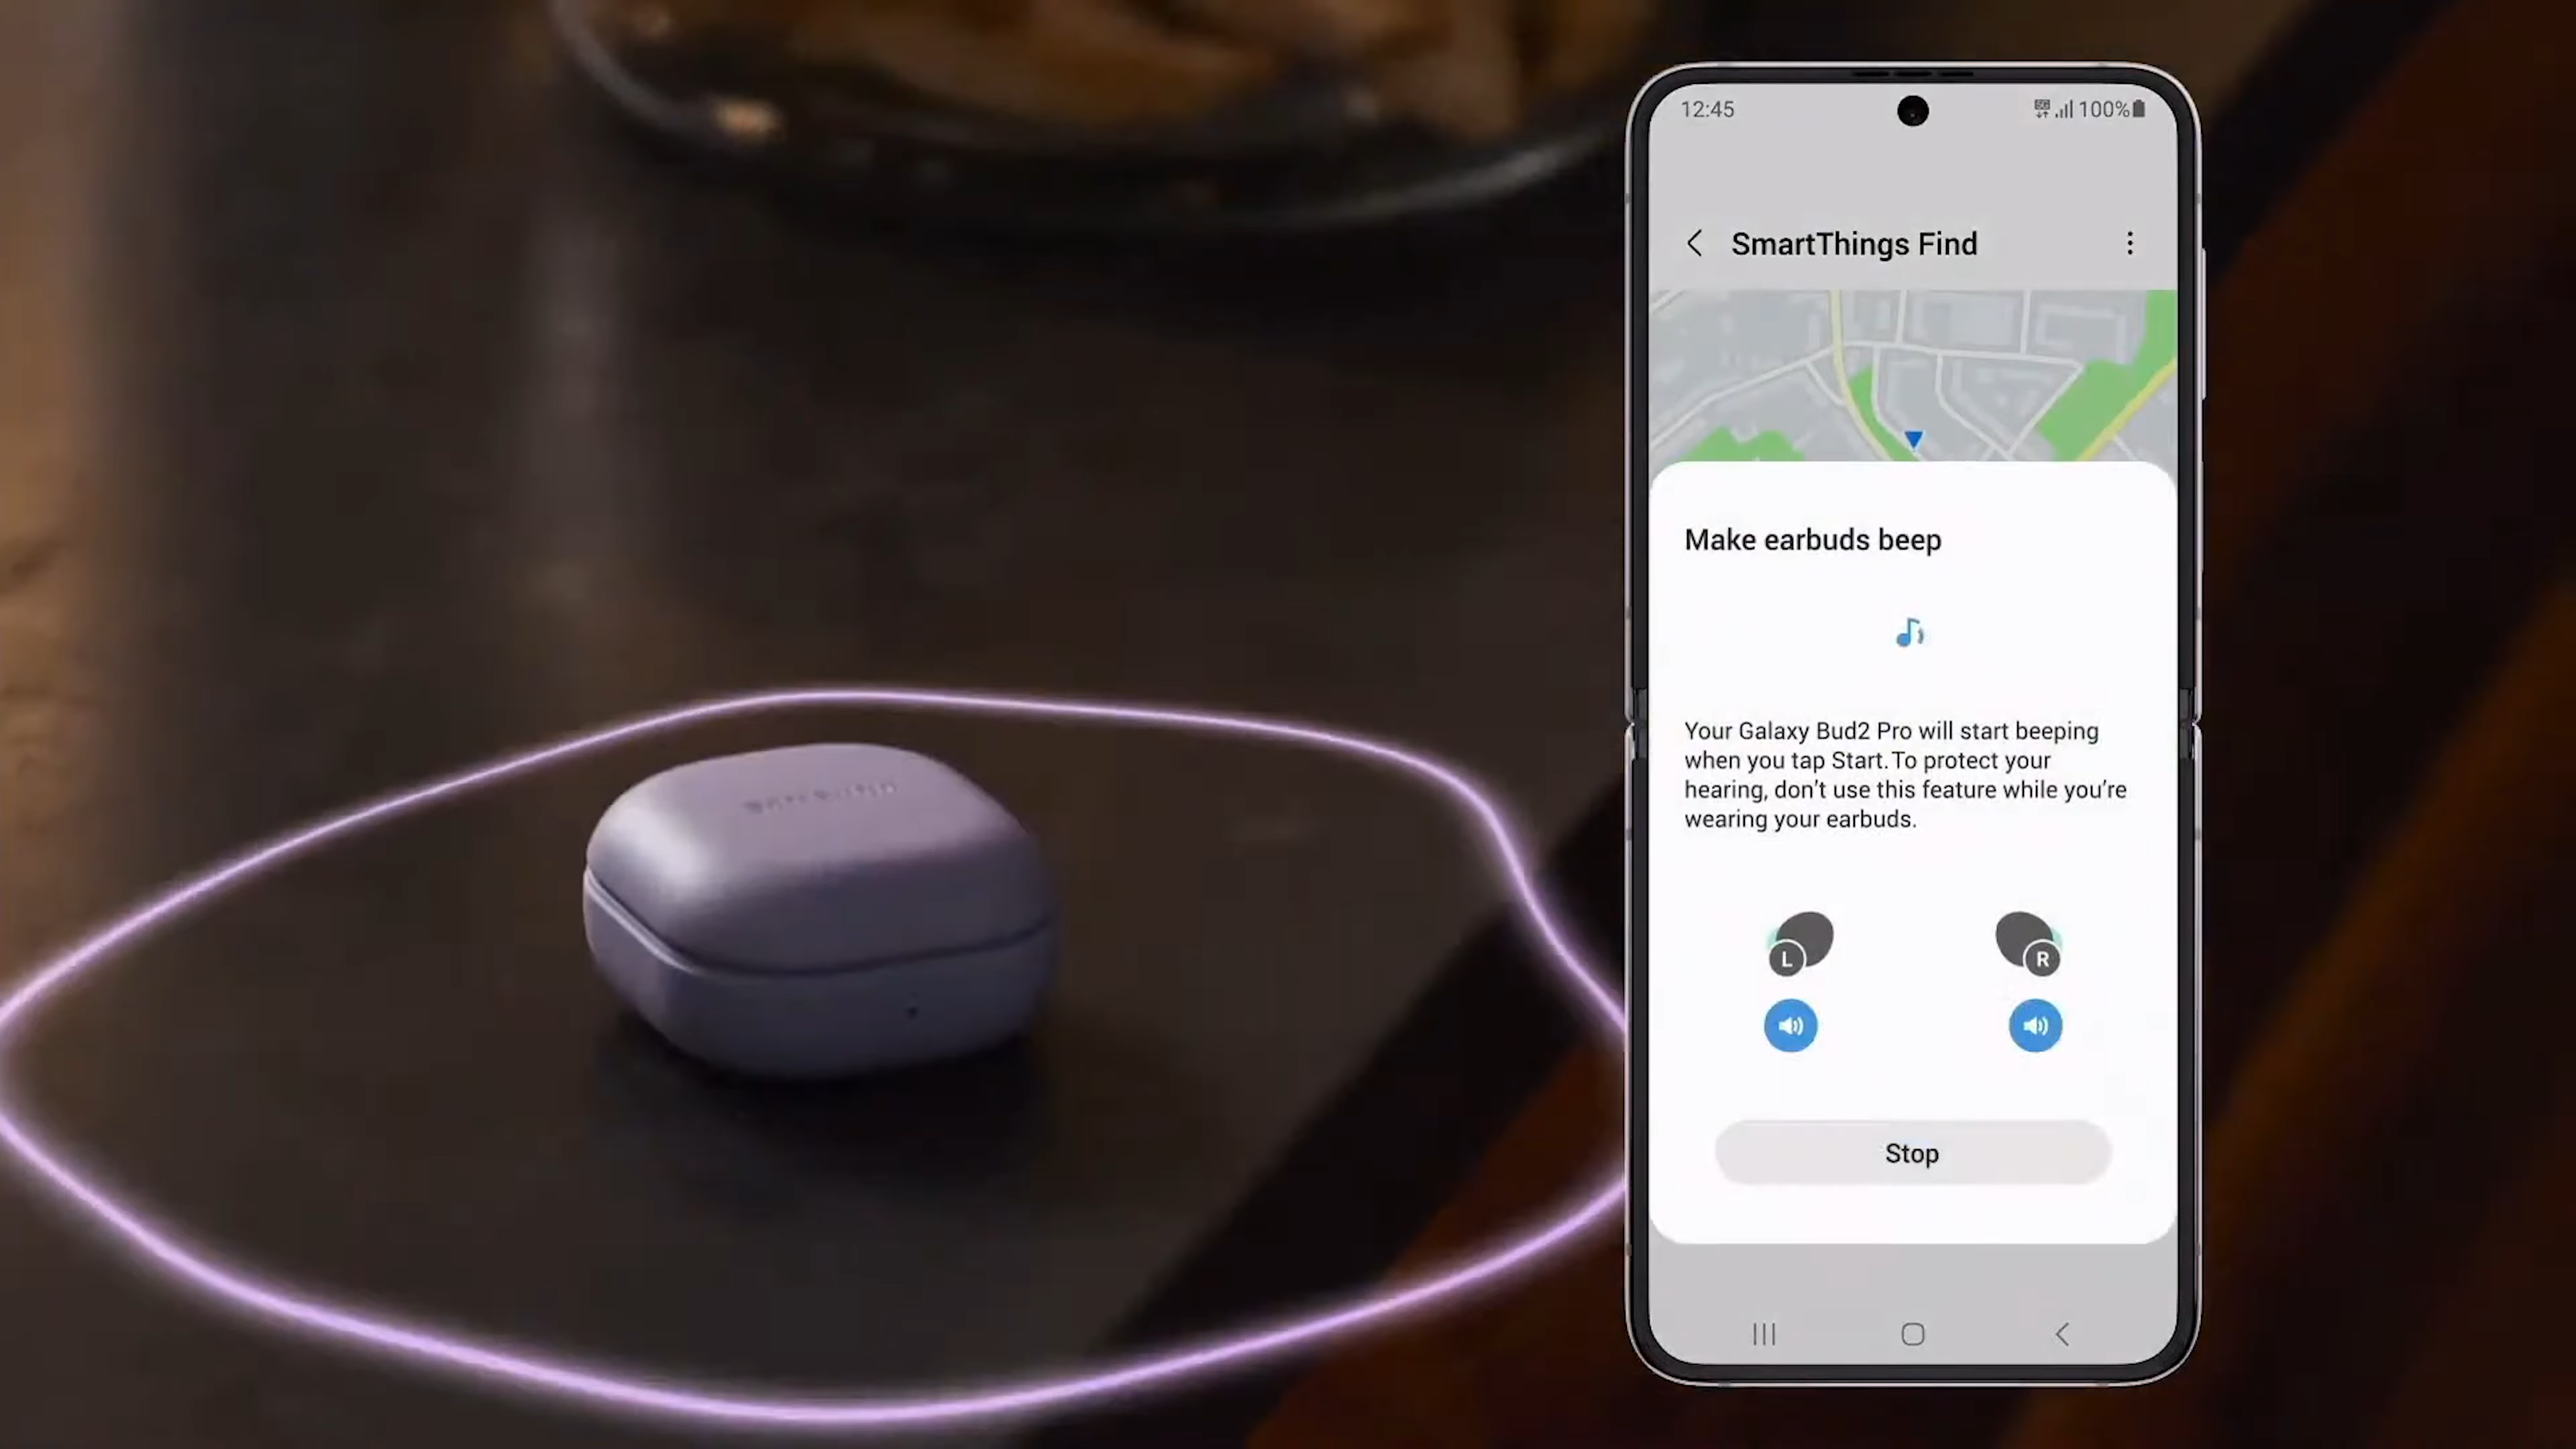 12:45
100%
SmartThings Find
Make earbuds beep
Your Galaxy Bud2 Pro will start beeping
when you tap Start. To protect your
hearing, don't use this feature while you're
wearing your earbuds.
L
R
Stop